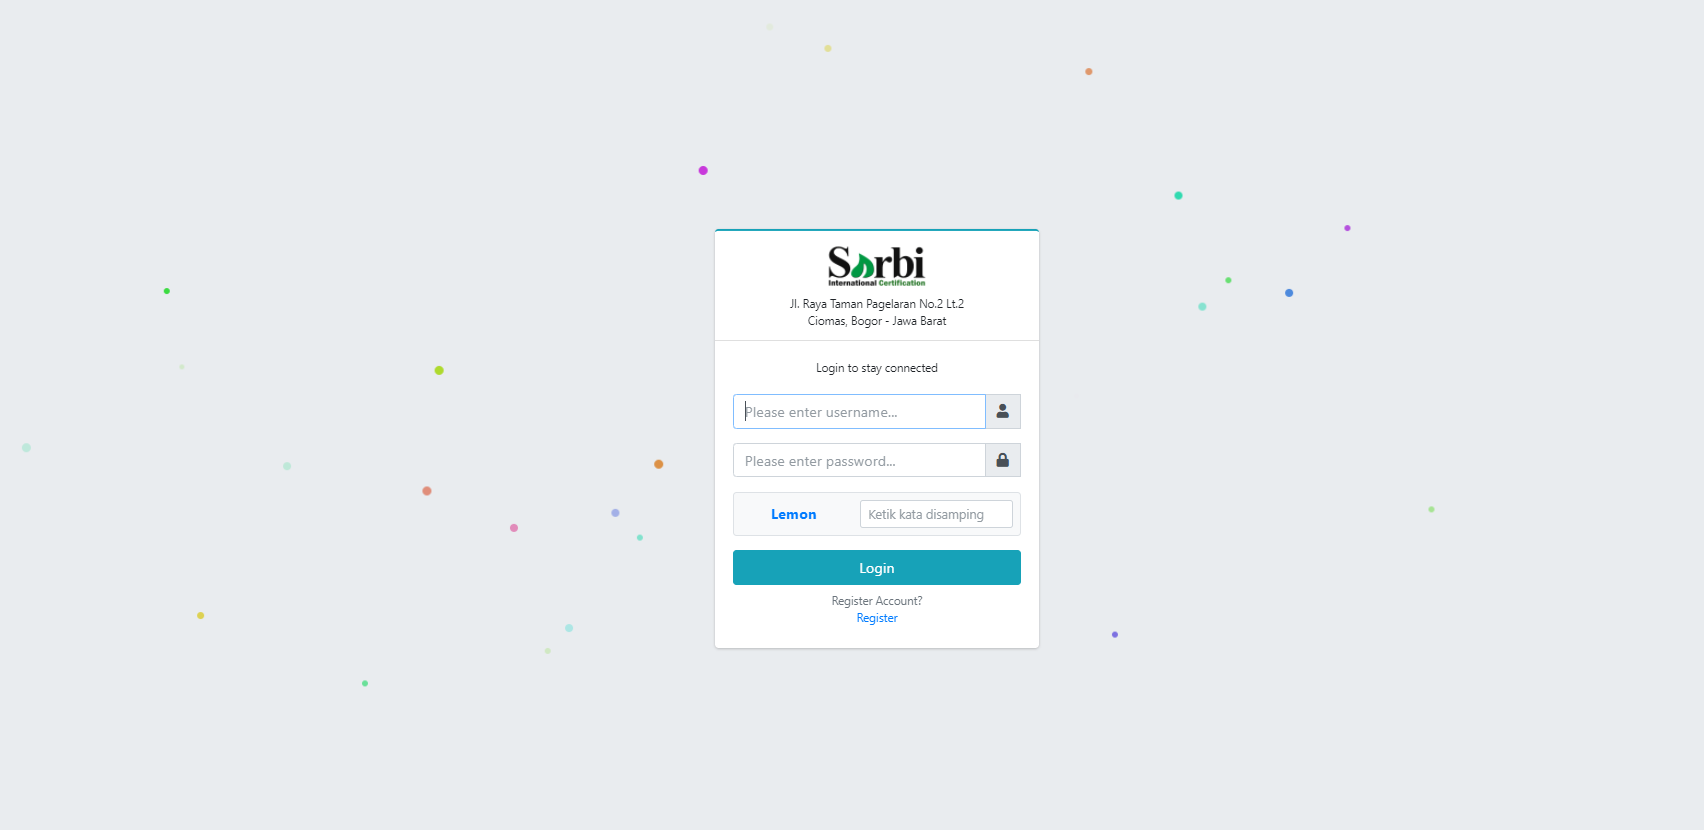 Sarbi
International Certification
Jl. Raya Taman Pagelaran No.2 Lt.2
Ciomas, Bogor - Jawa Barat
Login to stay connected
Please enter username...
Please enter password...
Lemon
Ketik kata disamping
Login
Register Account?
Register